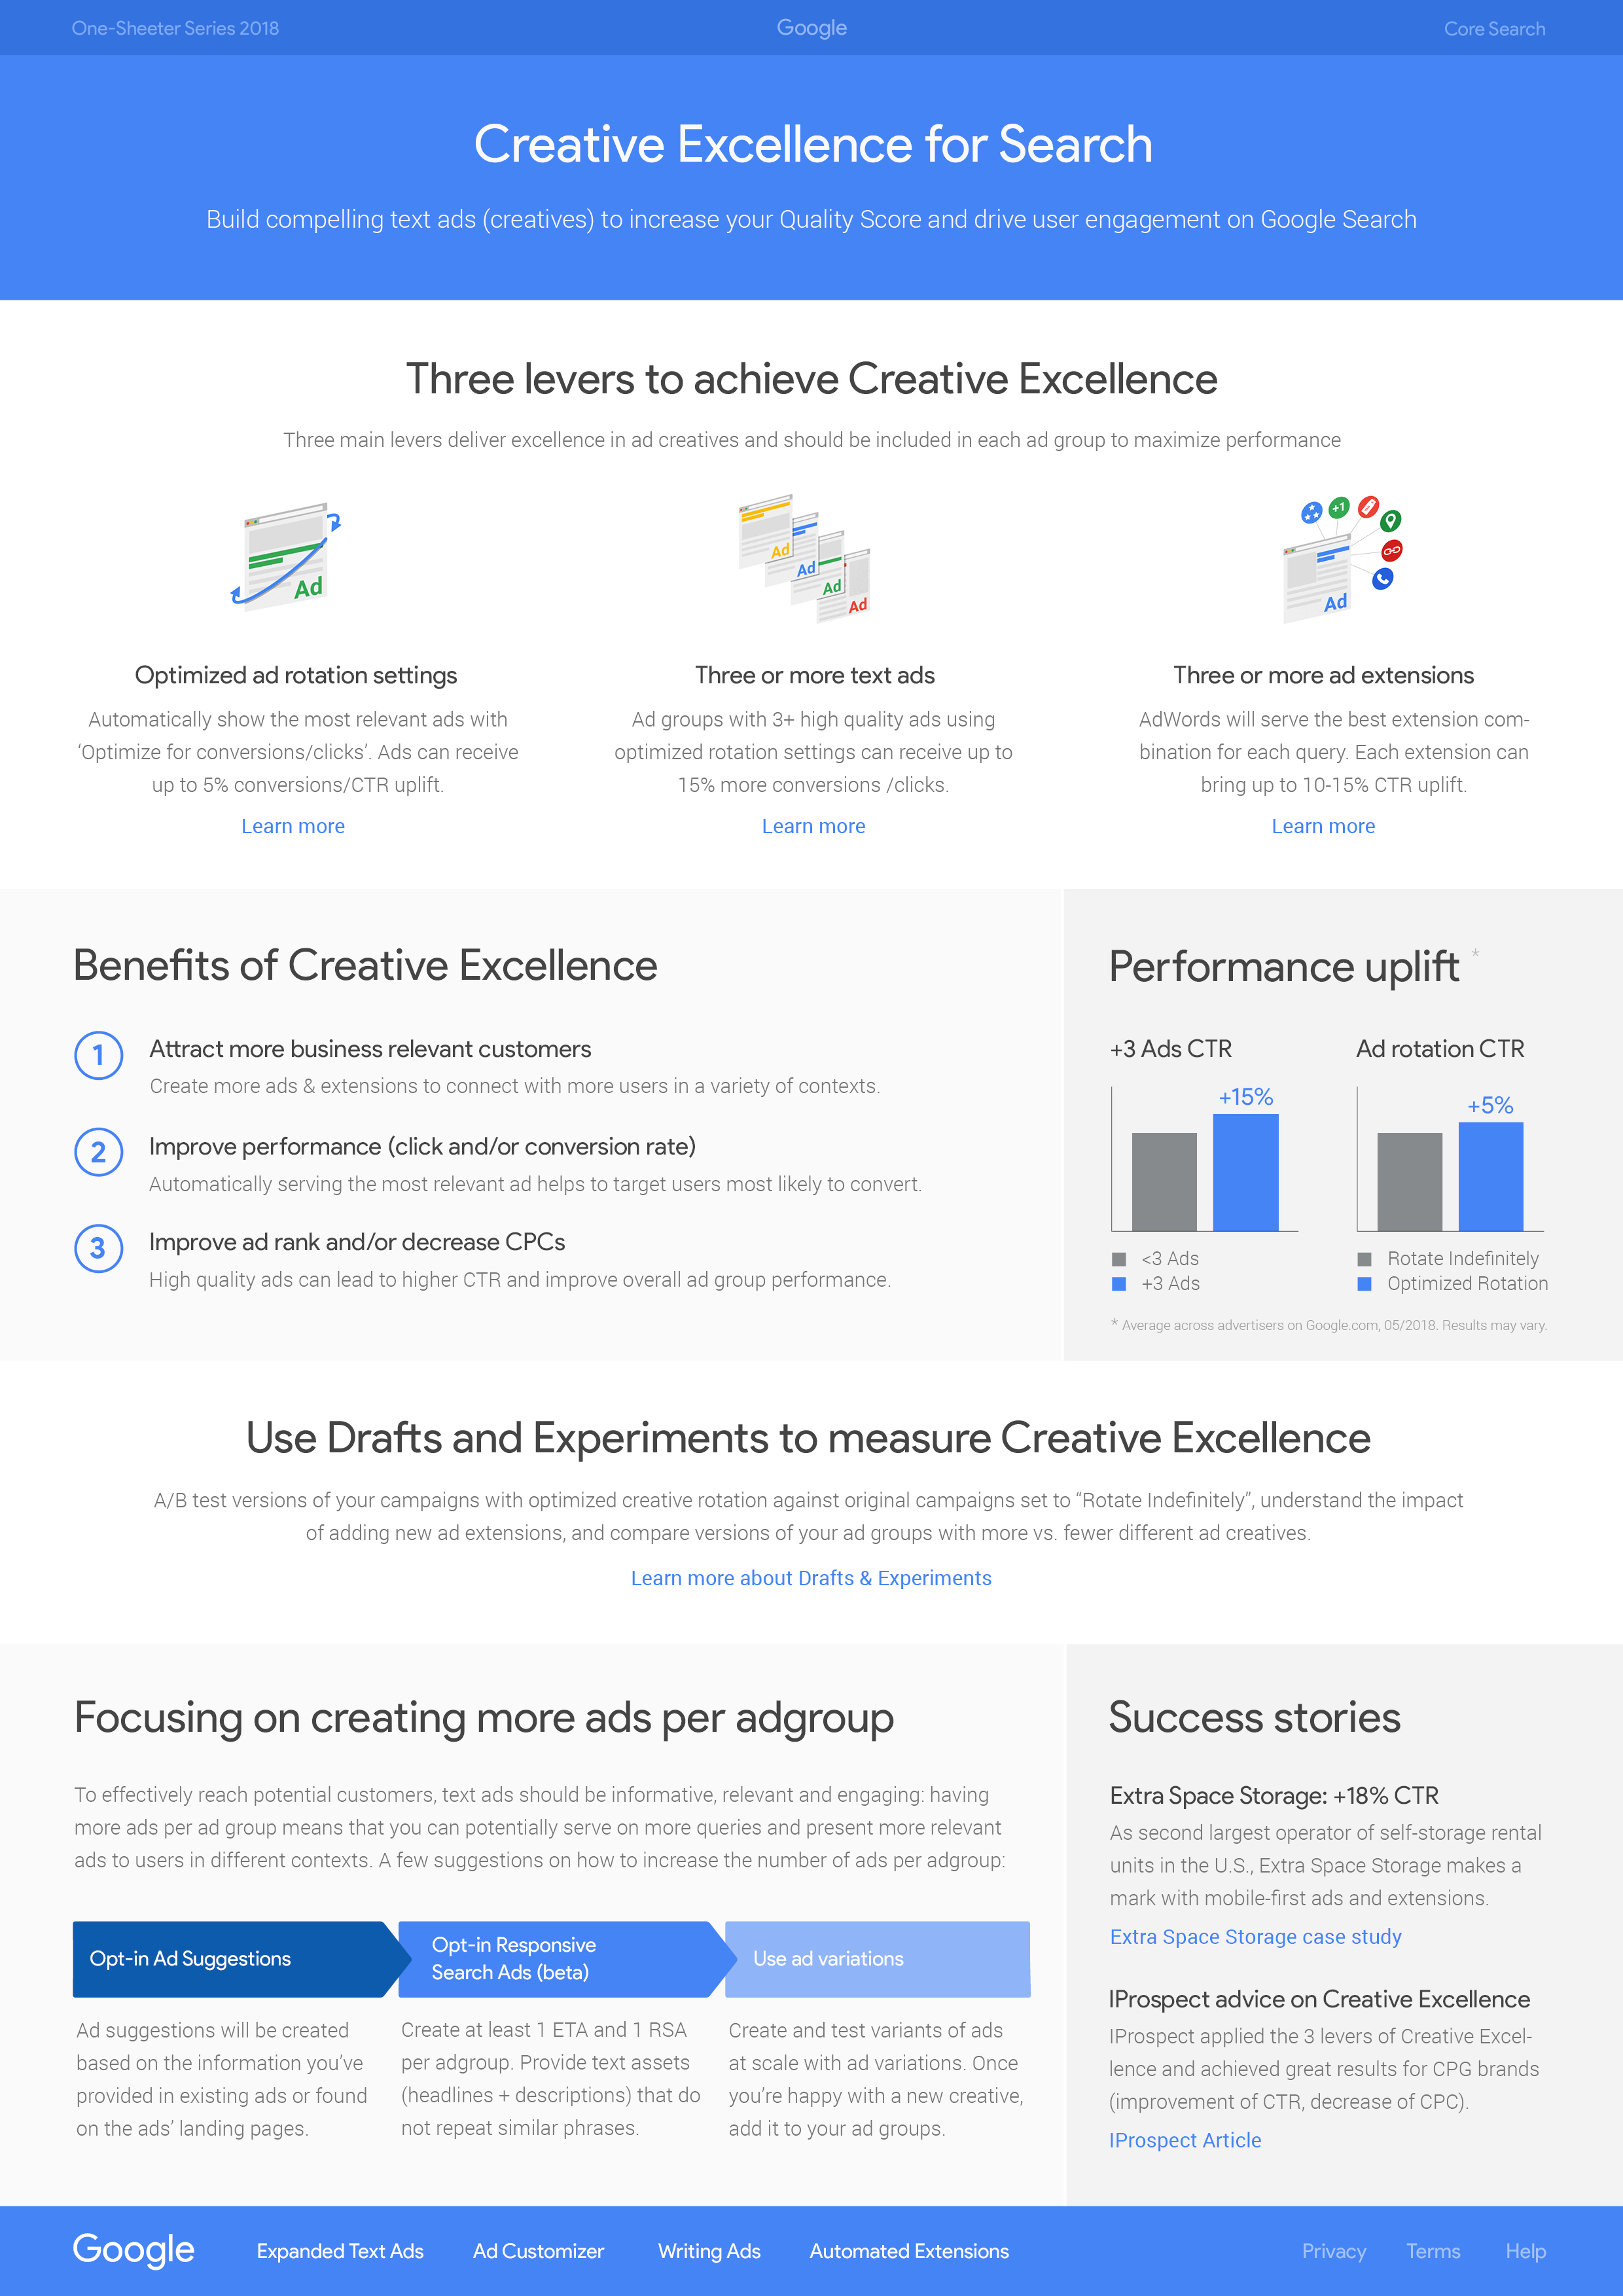 One-Sheeter Series 2018
Google
Core Search
Creative Excellence for Search
Build compelling text ads (creatives) to increase your Quality Score and drive user engagement on Google Search
Three levers to achieve Creative Excellence
Three main levers deliver excellence in ad creatives and should be included in each ad group to maximize performance
Ad
Ad
Ad
Ad
Ad
+1
Ad
Optimized ad rotation settings
Automatically show the most relevant ads with
‘Optimize for conversions/clicks’. Ads can receive
up to 5% conversions/CTR uplift.
Learn more
Three or more text ads
Ad groups with 3+ high quality ads using
optimized rotation settings can receive up to
15% more conversions /clicks.
Learn more
Three or more ad extensions
AdWords will serve the best extension com-
bination for each query. Each extension can
bring up to 10-15% CTR uplift.
Learn more
Benefits of Creative Excellence
1
Attract more business relevant customers
Create more ads & extensions to connect with more users in a variety of contexts.
2
Improve performance (click and/or conversion rate)
Automatically serving the most relevant ad helps to target users most likely to convert.
3
Improve ad rank and/or decrease CPCs
High quality ads can lead to higher CTR and improve overall ad group performance.
Performance uplift *
+3 Ads CTR
+15%
<3 Ads
+3 Ads
Ad rotation CTR
+5%
Rotate Indefinitely
Optimized Rotation
* Average across advertisers on Google.com, 05/2018. Results may vary.
Use Drafts and Experiments to measure Creative Excellence
A/B test versions of your campaigns with optimized creative rotation against original campaigns set to “Rotate Indefinitely”, understand the impact
of adding new ad extensions, and compare versions of your ad groups with more vs. fewer different ad creatives.
Learn more about Drafts & Experiments
Focusing on creating more ads per adgroup
To effectively reach potential customers, text ads should be informative, relevant and engaging: having
more ads per ad group means that you can potentially serve on more queries and present more relevant
ads to users in different contexts. A few suggestions on how to increase the number of ads per adgroup:
Opt-in Ad Suggestions
Ad suggestions will be created
based on the information you’ve
provided in existing ads or found
on the ads’ landing pages.
Opt-in Responsive
Search Ads (beta)
Create at least 1 ETA and 1 RSA
per adgroup. Provide text assets
(headlines + descriptions) that do
not repeat similar phrases.
Use ad variations
Create and test variants of ads
at scale with ad variations. Once
you’re happy with a new creative,
add it to your ad groups.
Success stories
Extra Space Storage: +18% CTR
As second largest operator of self-storage rental
units in the U.S., Extra Space Storage makes a
mark with mobile-first ads and extensions.
Extra Space Storage case study
IProspect advice on Creative Excellence
IProspect applied the 3 levers of Creative Excel-
lence and achieved great results for CPG brands
(improvement of CTR, decrease of CPC).
IProspect Article
Google
Expanded Text Ads
Ad Customizer
Writing Ads
Automated Extensions
Privacy
Terms
Help